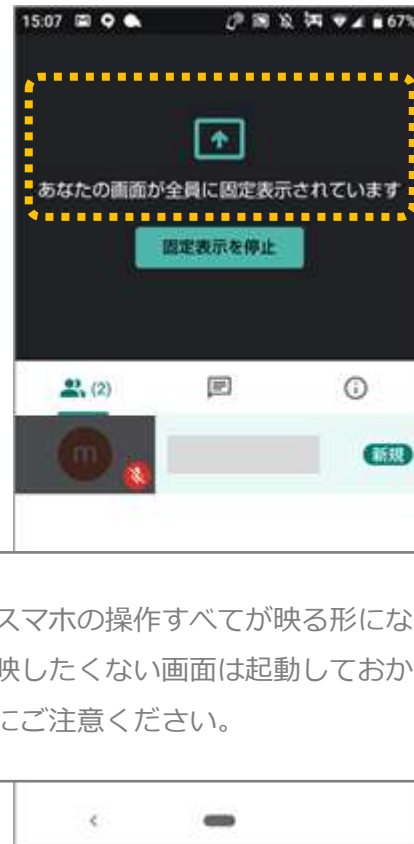 15:07
67%
あなたの画面が全員に固定表示されています
固定表示を停止
(2)
m
新規
スマホの操作すべてが映る形にな
映したくない画面は起動しておか
にご注意ください。